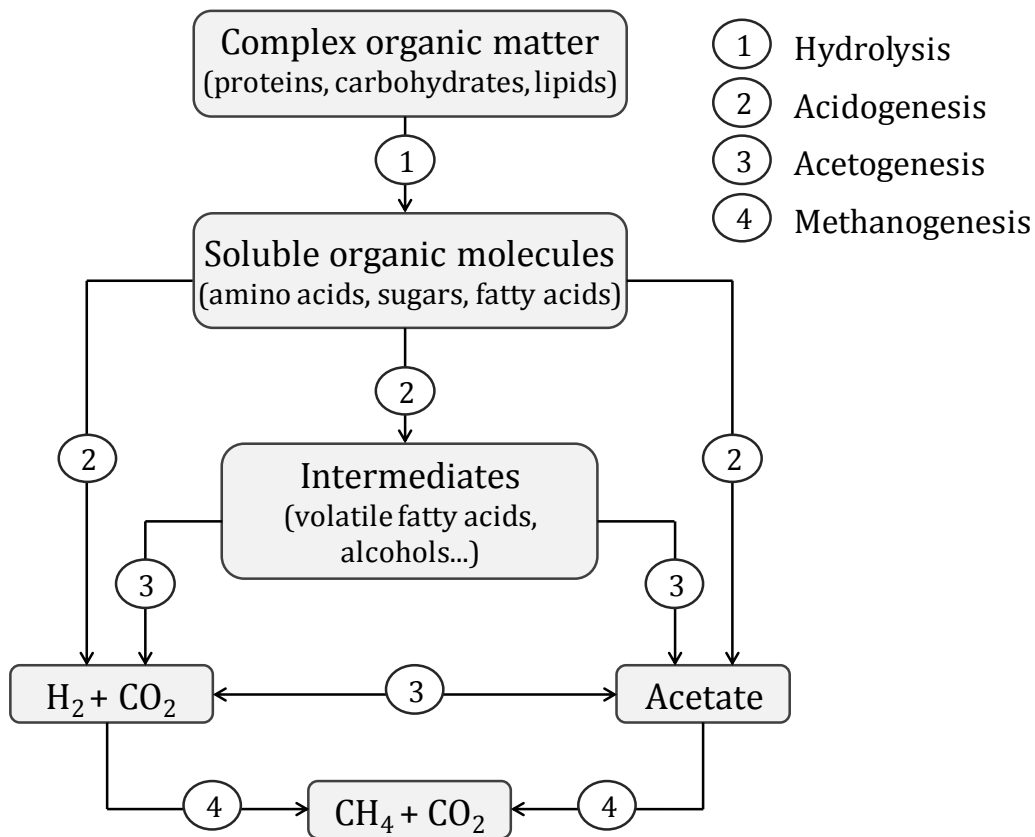 Complex organic matter
(proteins, carbohydrates, lipids)
1 Hydrolysis
2 Acidogenesis
3 Acetogenesis
4 Methanogenesis
1
Soluble organic molecules
(amino acids, sugars, fatty acids)
2
2
2
Intermediates
(volatile fatty acids,
alcohols...)
3
3
H₂ + CO₂
3
Acetate
4
CH₄ + CO₂
4